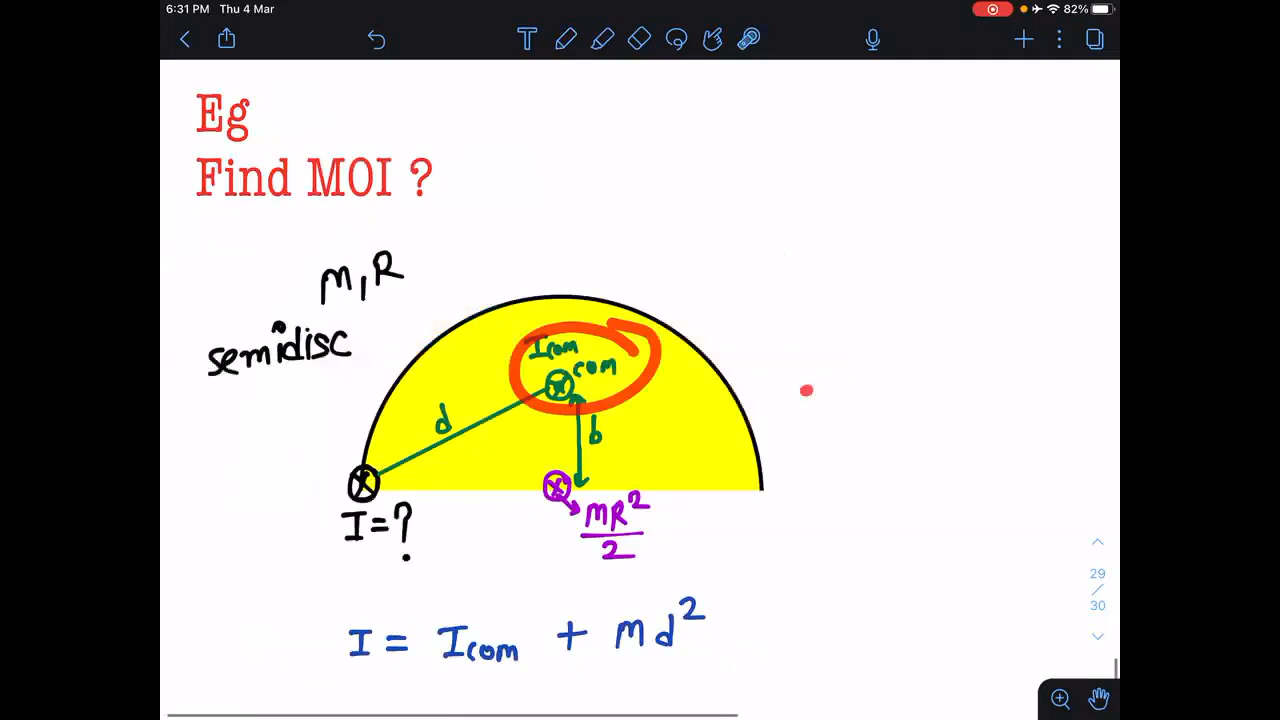 6:31 PM Thu 4 Mar
82%
Eg
Find MOI ?
M, R
semidisc
Icom
com
d
b
I = ?
MR²
2
I = Icom + Md²
29
/
30